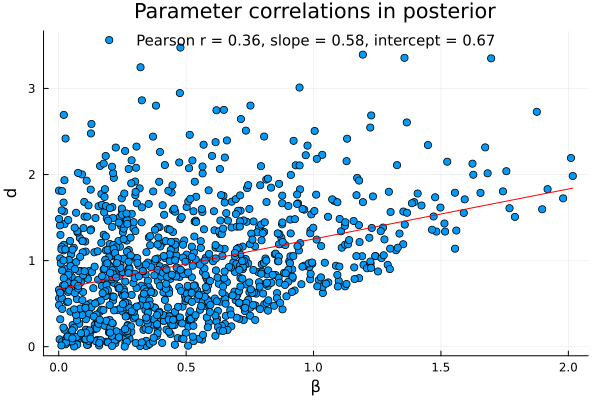 Parameter correlations in posterior
Pearson r = 0.36, slope = 0.58, intercept = 0.67
d
3
2
1
0
0.0 0.5 1.0 1.5 2.0
β